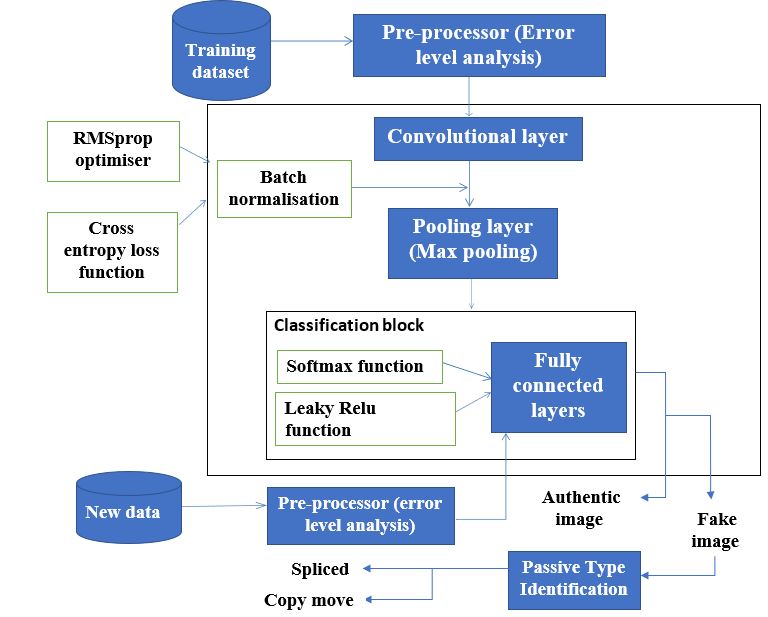 Training
dataset
Pre-processor (Error
level analysis)
RMSprop
optimiser
Convolutional layer
Batch
normalisation
Cross
entropy loss
function
Pooling layer
(Max pooling)
Classification block
Softmax function
Leaky Relu
function
Fully
connected
layers
New data
Pre-processor (error
level analysis)
Authentic
image
Fake
image
Spliced
Copy move
Passive Type
Identification